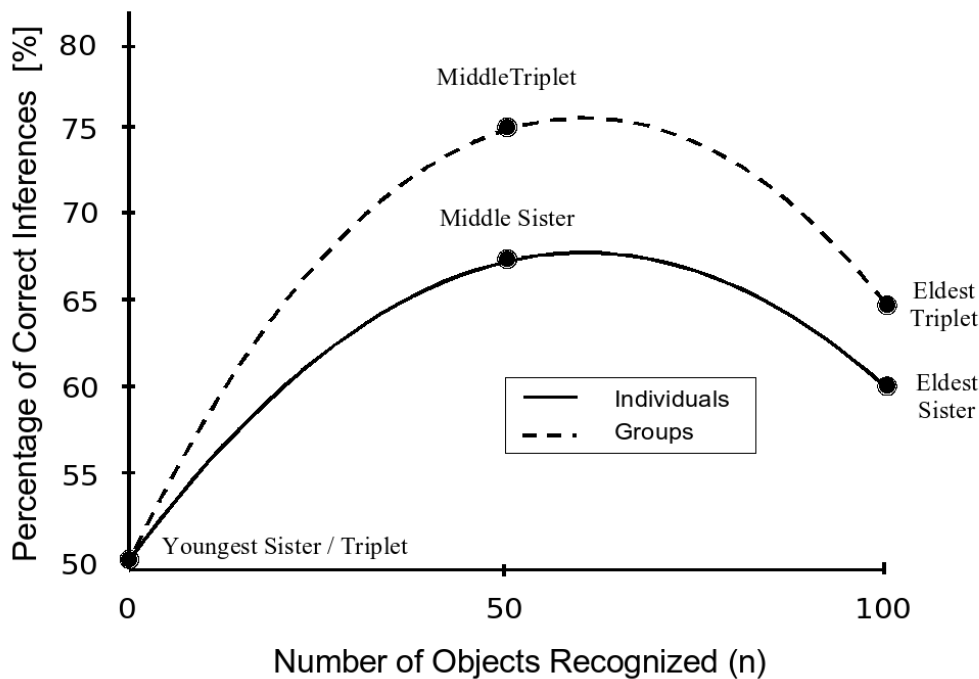 Percentage of Correct Inferences [%]
80
75
70
65
60
55
50
MiddleTriplet
Middle Sister
Eldest
Triplet
Eldest
Sister
Individuals
Groups
Youngest Sister / Triplet
0
50
100
Number of Objects Recognized (n)